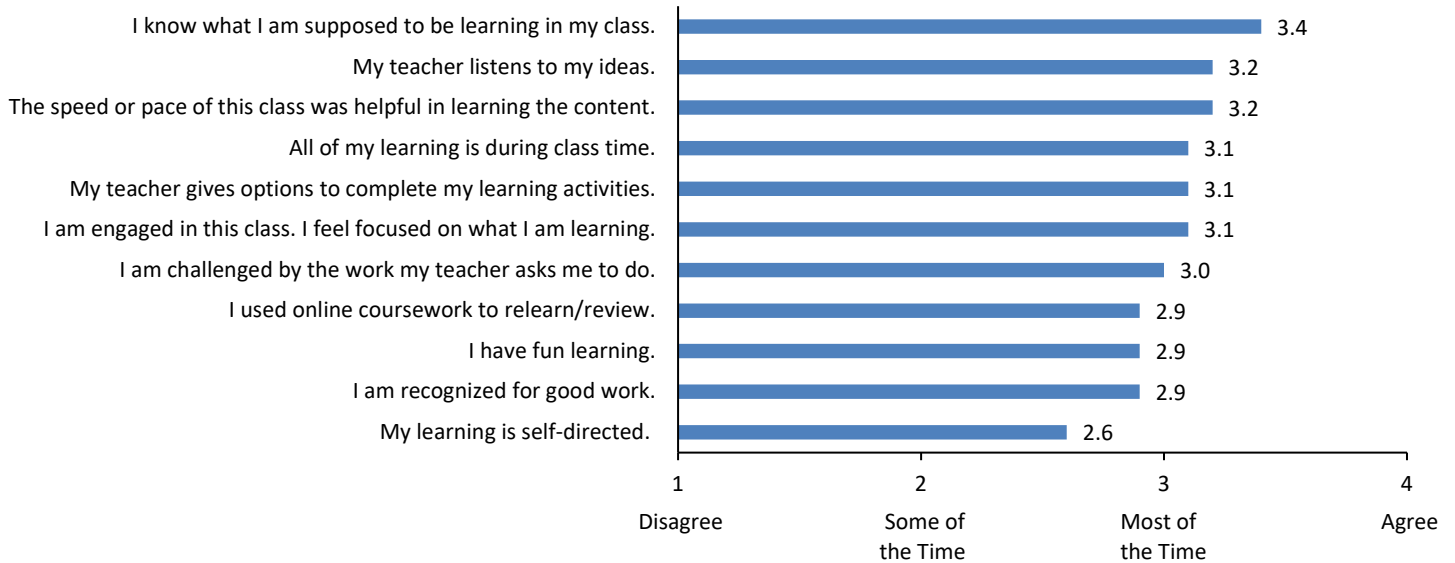 I know what I am supposed to be learning in my class. 3.4
My teacher listens to my ideas. 3.2
The speed or pace of this class was helpful in learning the content. 3.2
All of my learning is during class time. 3.1
My teacher gives options to complete my learning activities. 3.1
I am engaged in this class. I feel focused on what I am learning. 3.1
I am challenged by the work my teacher asks me to do. 3.0
I used online coursework to relearn/review. 2.9
I have fun learning. 2.9
I am recognized for good work. 2.9
My learning is self-directed. 2.6
1 2 3 4
Disagree Some of Most of Agree
the Time the Time